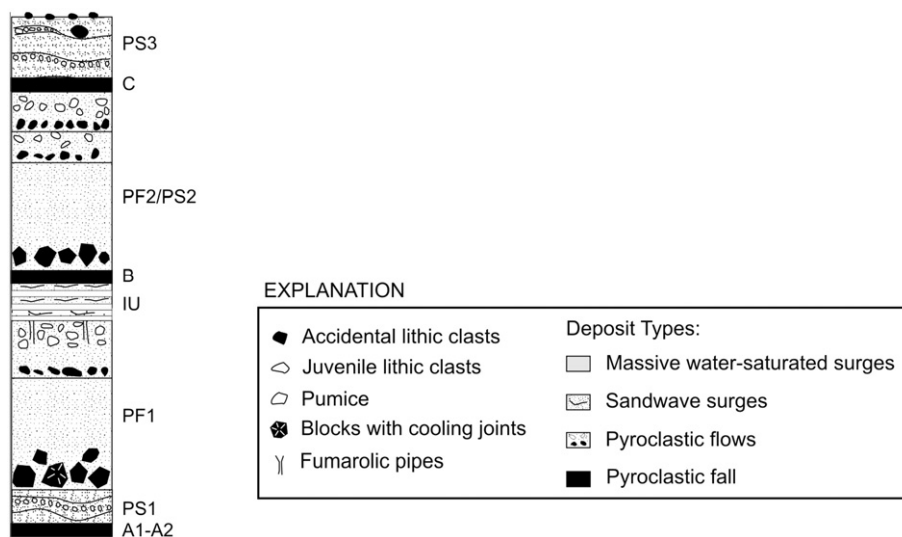 PS3
C
PF2/PS2
B
IU
PF1
PS1
A1-A2
EXPLANATION
Accidental lithic clasts
Juvenile lithic clasts
Pumice
Blocks with cooling joints
Fumarolic pipes
Deposit Types:
Massive water-saturated surges
Sandwave surges
Pyroclastic flows
Pyroclastic fall